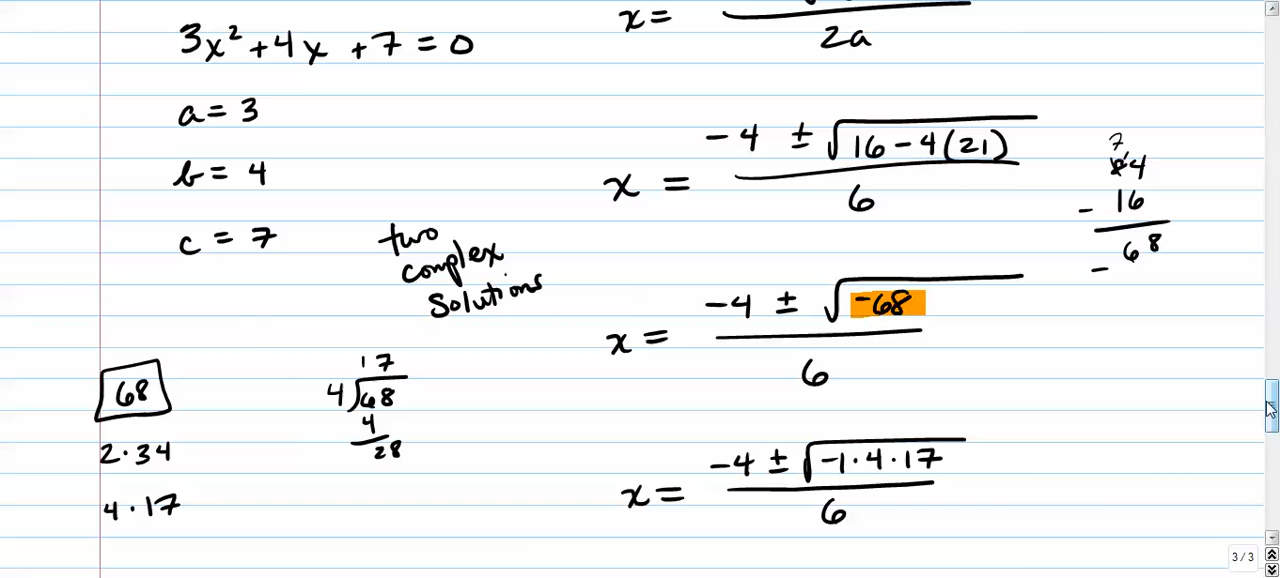 3x² + 4x + 7 = 0
a = 3
b = 4
c = 7
two
complex
solutions
68
2 · 34
4 · 17
17
4)68
4
28
x =
2a
x = (-4 ± √(16 - 4(21))) / 6
7
84
- 16
- 68
x = (-4 ± √(-68)) / 6
x = (-4 ± √(-1 · 4 · 17)) / 6
3 / 3